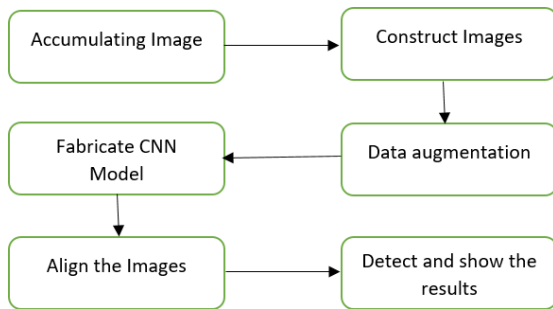 Accumulating Image
Construct Images
Data augmentation
Fabricate CNN
Model
Align the Images
Detect and show the
results